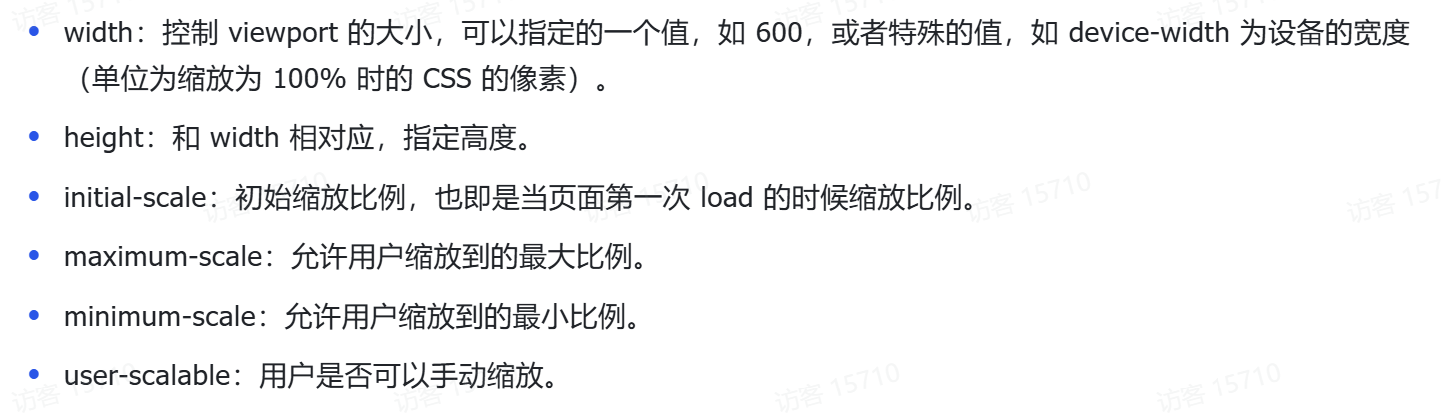 width：控制 viewport 的大小，可以指定的一个值，如 600，或者特殊的值，如 device-width 为设备的宽度
（单位为缩放为 100% 时的 CSS 的像素）。
height：和 width 相对应，指定高度。
initial-scale：初始缩放比例，也即是当页面第一次 load 的时候缩放比例。
maximum-scale：允许用户缩放到的最大比例。
minimum-scale：允许用户缩放到的最小比例。
user-scalable：用户是否可以手动缩放。
访客 15710
访客 15710
访客 15710
访客 15710
访客 15710
访客 15710